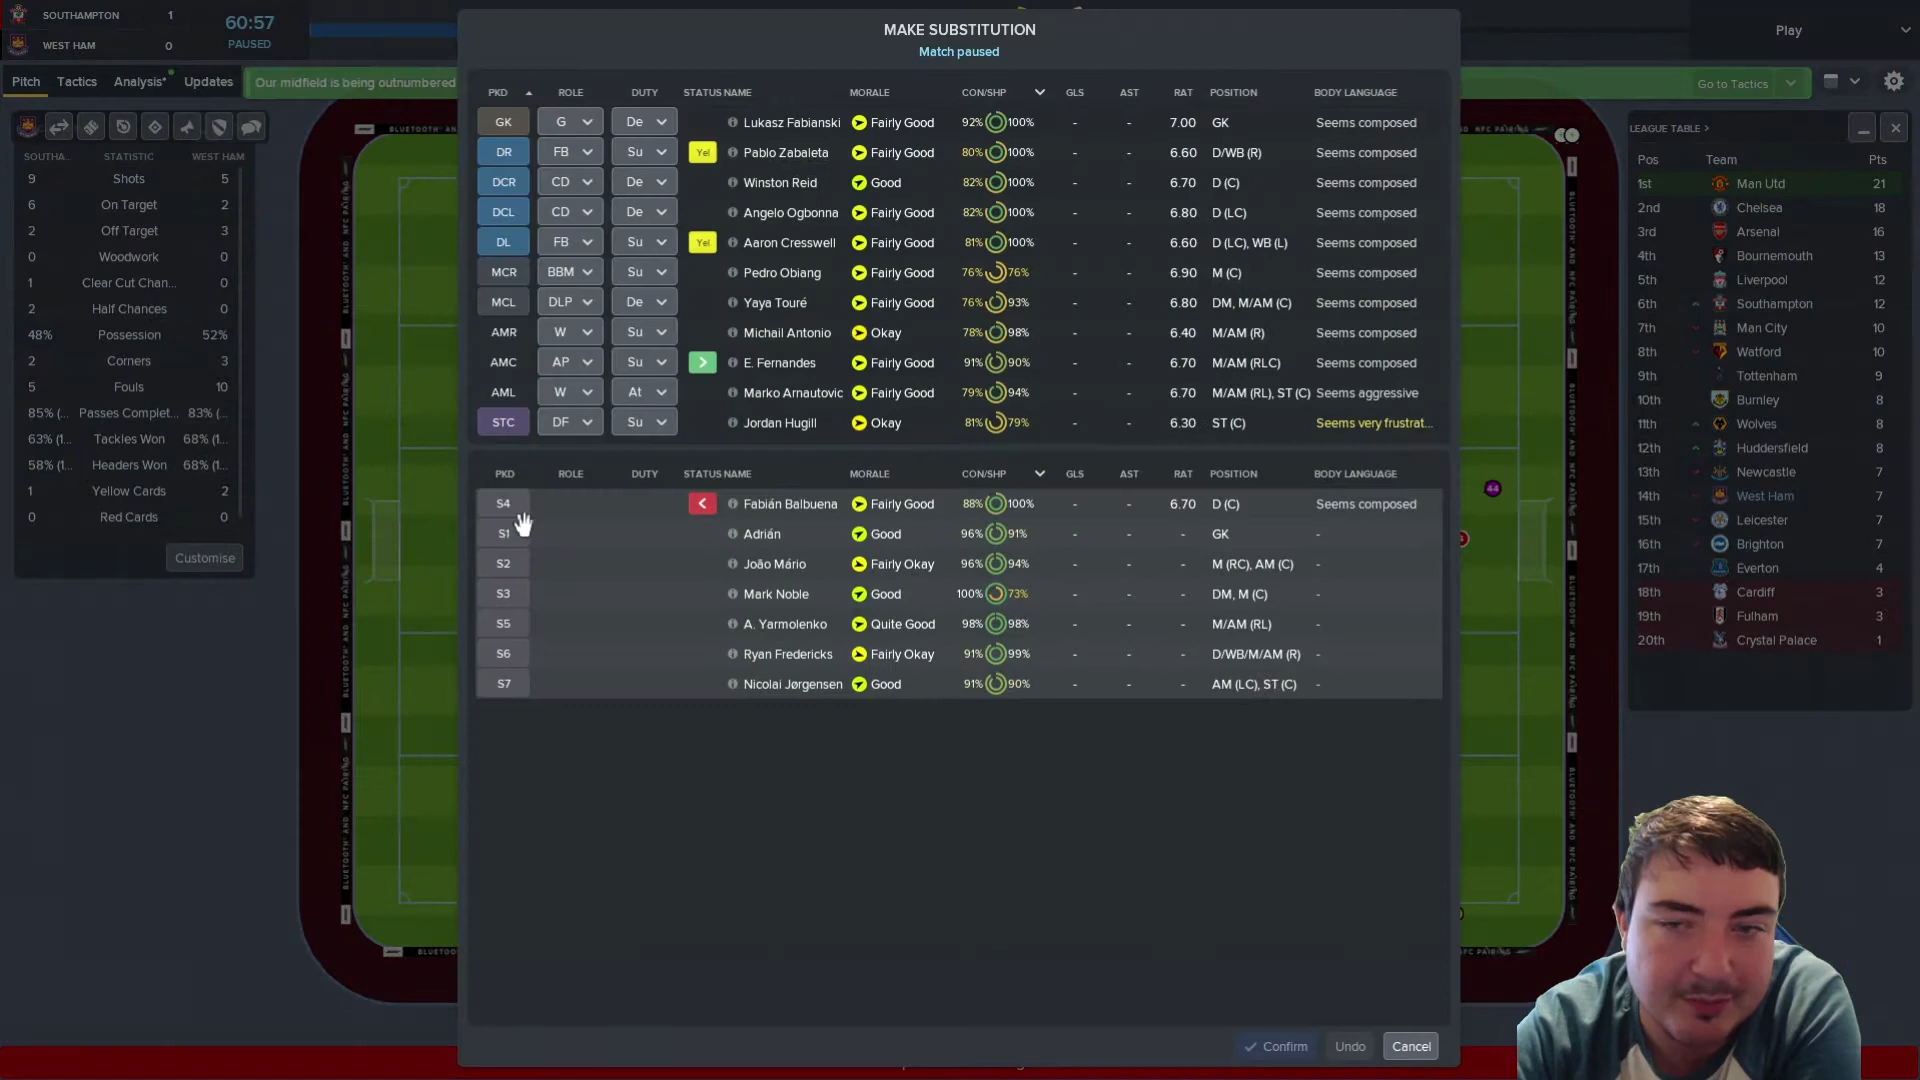 SOUTHAMPTON 1
WEST HAM 0
60:57
PAUSED
Play
Pitch Tactics Analysis* Updates
Our midfield is being outnumbered
Go to Tactics
SOUTHA... STATISTIC WEST HAM
9 Shots 5
6 On Target 2
2 Off Target 3
0 Woodwork 0
1 Clear Cut Chan... 0
2 Half Chances 0
48% Possession 52%
2 Corners 3
5 Fouls 10
85% (... Passes Complet... 83% (...
63% (1... Tackles Won 68% (1...
58% (1... Headers Won 68% (1...
1 Yellow Cards 2
0 Red Cards 0
Customise
MAKE SUBSTITUTION
Match paused
PKD ROLE DUTY STATUS NAME MORALE CON/SHP GLS AST RAT POSITION BODY LANGUAGE
GK G De Lukasz Fabianski Fairly Good 92% 100% - - 7.00 GK Seems composed
DR FB Su Yel Pablo Zabaleta Fairly Good 80% 100% - - 6.60 D/WB (R) Seems composed
DCR CD De Winston Reid Good 82% 100% - - 6.70 D (C) Seems composed
DCL CD De Angelo Ogbonna Fairly Good 82% 100% - - 6.80 D (LC) Seems composed
DL FB Su Yel Aaron Cresswell Fairly Good 81% 100% - - 6.60 D (LC), WB (L) Seems composed
MCR BBM Su Pedro Obiang Fairly Good 76% 76% - - 6.90 M (C) Seems composed
MCL DLP De Yaya Touré Fairly Good 76% 93% - - 6.80 DM, M/AM (C) Seems composed
AMR W Su Michail Antonio Okay 78% 98% - - 6.40 M/AM (R) Seems composed
AMC AP Su E. Fernandes Fairly Good 91% 90% - - 6.70 M/AM (RLC) Seems composed
AML W At Marko Arnautovic Fairly Good 79% 94% - - 6.70 M/AM (RL), ST (C) Seems aggressive
STC DF Su Jordan Hugill Okay 81% 79% - - 6.30 ST (C) Seems very frustrat...
PKD ROLE DUTY STATUS NAME MORALE CON/SHP GLS AST RAT POSITION BODY LANGUAGE
S4 Fabián Balbuena Fairly Good 88% 100% - - 6.70 D (C) Seems composed
S1 Adrián Good 96% 91% - - - GK -
S2 João Mário Fairly Okay 96% 94% - - - M (RC), AM (C) -
S3 Mark Noble Good 100% 73% - - - DM, M (C) -
S5 A. Yarmolenko Quite Good 98% 98% - - - M/AM (RL) -
S6 Ryan Fredericks Fairly Okay 91% 99% - - - D/WB/M/AM (R) -
S7 Nicolai Jørgensen Good 91% 90% - - - AM (LC), ST (C) -
Confirm Undo Cancel
LEAGUE TABLE >
Pos Team Pts
1st Man Utd 21
2nd Chelsea 18
3rd Arsenal 16
4th Bournemouth 13
5th Liverpool 12
6th Southampton 12
7th Man City 10
8th Watford 10
9th Tottenham 9
10th Burnley 8
11th Wolves 8
12th Huddersfield 8
13th Newcastle 7
14th West Ham 7
15th Leicester 7
16th Brighton 7
17th Everton 4
18th Cardiff 3
19th Fulham 3
20th Crystal Palace 1
44
BLUETOOTH® AND NFC PAIRING